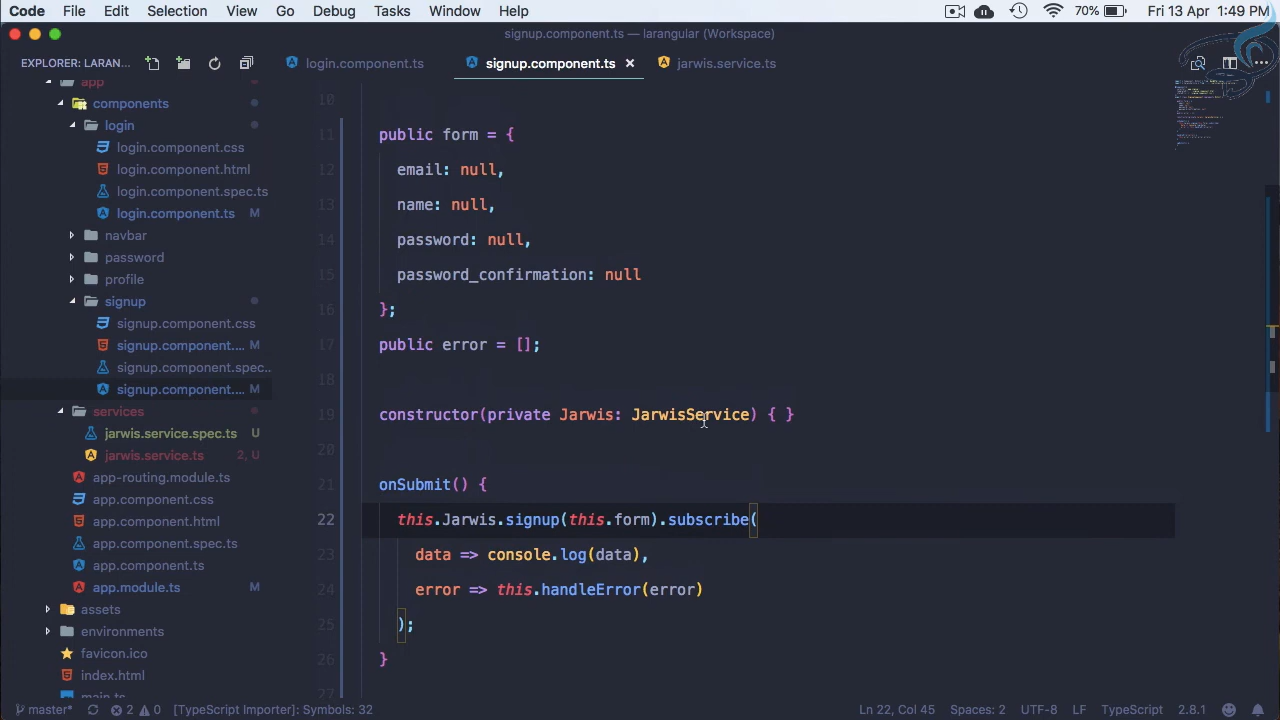 Code File Edit Selection View Go Debug Tasks Window Help 70% Fri 13 Apr 1:49 PM
signup.component.ts — larangular (Workspace)
EXPLORER: LARAN... login.component.ts signup.component.ts × jarwis.service.ts
app
components
login
login.component.css
login.component.html
login.component.spec.ts
login.component.ts M
navbar
password
profile
signup
signup.component.css
signup.component.... M
signup.component.spec..
signup.component.... M
services
jarwis.service.spec.ts U
jarwis.service.ts 2, U
app-routing.module.ts
app.component.css
app.component.html
app.component.spec.ts
app.component.ts
app.module.ts M
assets
environments
favicon.ico
index.html
main.ts
10
11 public form = {
12 email: null,
13 name: null,
14 password: null,
15 password_confirmation: null
16 };
17 public error = [];
18
19 constructor(private Jarwis: JarwisService) { }
20
21 onSubmit() {
22 this.Jarwis.signup(this.form).subscribe(
23 data => console.log(data),
24 error => this.handleError(error)
25 );
26 }
27
master* 2 0 [TypeScript Importer]: Symbols: 32 Ln 22, Col 45 Spaces: 2 UTF-8 LF TypeScript 2.8.1